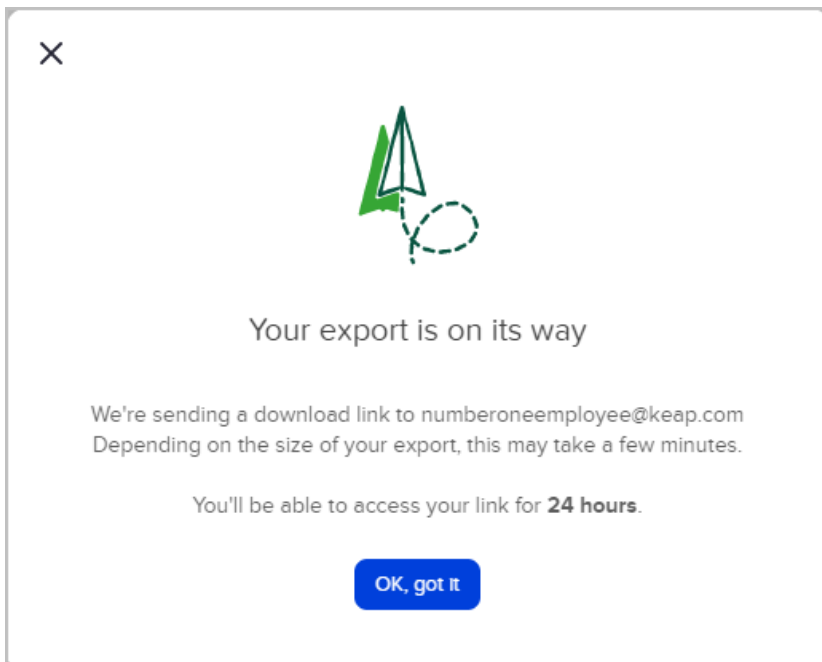 Your export is on its way
We're sending a download link to numberoneemployee@keap.com
Depending on the size of your export, this may take a few minutes.
You'll be able to access your link for 24 hours.
OK, got it